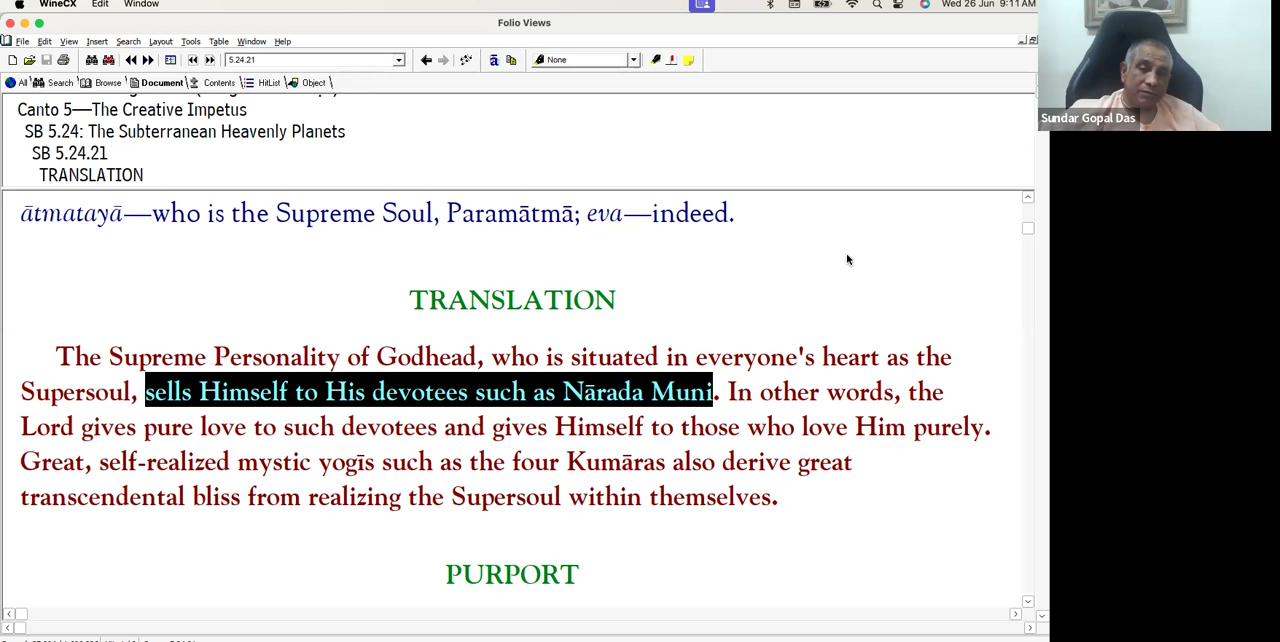 WineCX Edit Window Wed 26 Jun 9:11 AM
Folio Views
File Edit View Insert Search Layout Tools Table Window Help
5.24.21 None
All Search Browse Document Contents HitList Object
Canto 5—The Creative Impetus
SB 5.24: The Subterranean Heavenly Planets
SB 5.24.21
TRANSLATION
ātmatayā—who is the Supreme Soul, Paramātmā; eva—indeed.
TRANSLATION
The Supreme Personality of Godhead, who is situated in everyone's heart as the
Supersoul, sells Himself to His devotees such as Nārada Muni. In other words, the
Lord gives pure love to such devotees and gives Himself to those who love Him purely.
Great, self-realized mystic yogīs such as the four Kumāras also derive great
transcendental bliss from realizing the Supersoul within themselves.
PURPORT
Sundar Gopal Das